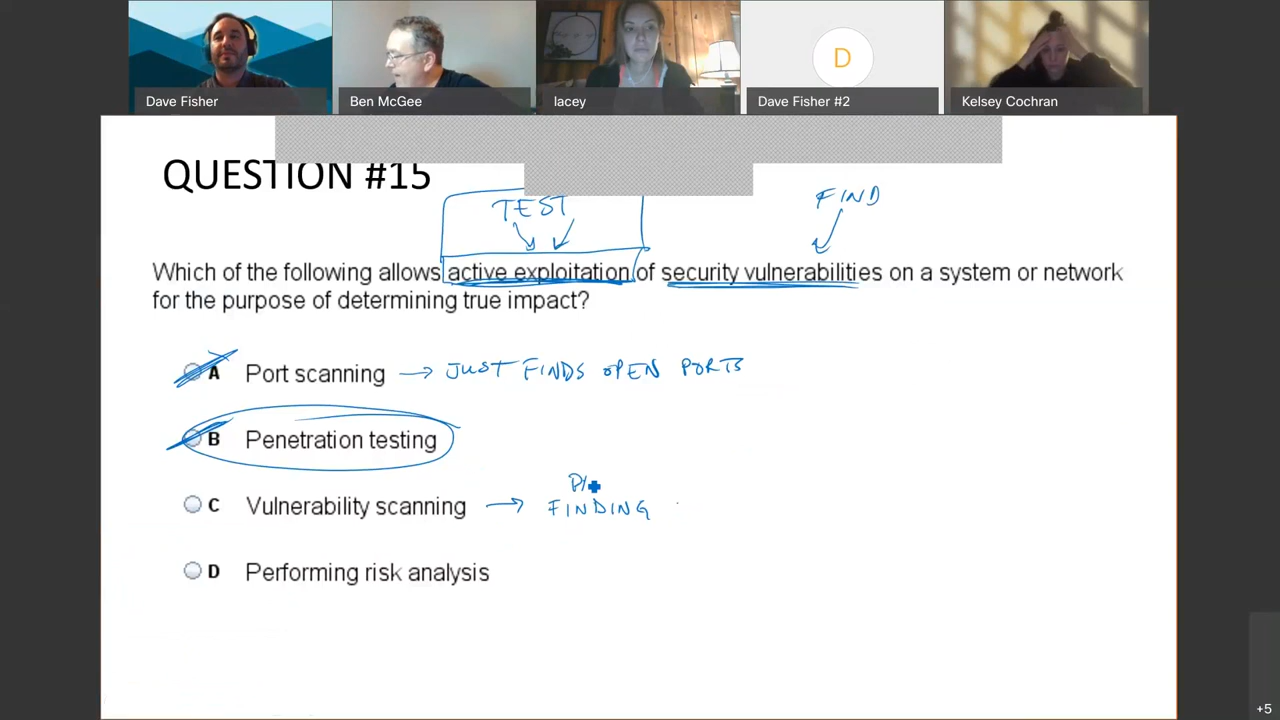 Dave Fisher
Ben McGee
lacey
D
Dave Fisher #2
Kelsey Cochran
QUESTION #15
TEST
FIND
Which of the following allows active exploitation of security vulnerabilities on a system or network
for the purpose of determining true impact?
A Port scanning → JUST FINDS OPEN PORTS
B Penetration testing
C Vulnerability scanning → FINDING
D Performing risk analysis
+5